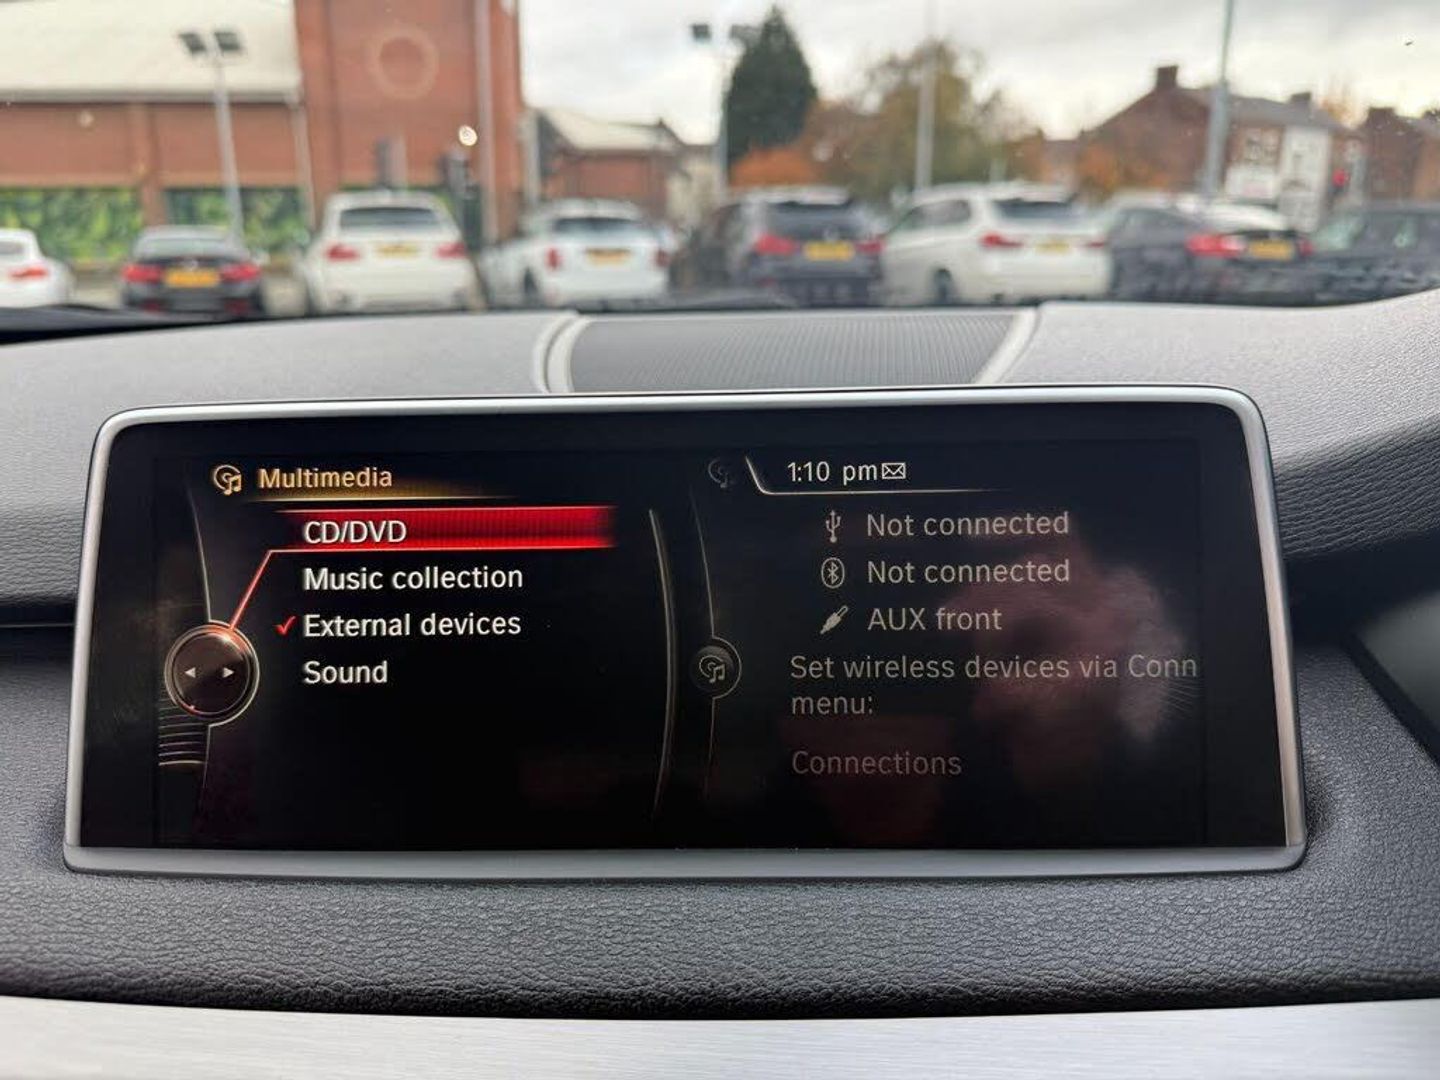 Multimedia
CD/DVD
Music collection
External devices
Sound
1:10 pm
Not connected
Not connected
AUX front
Set wireless devices via Conn
menu:
Connections